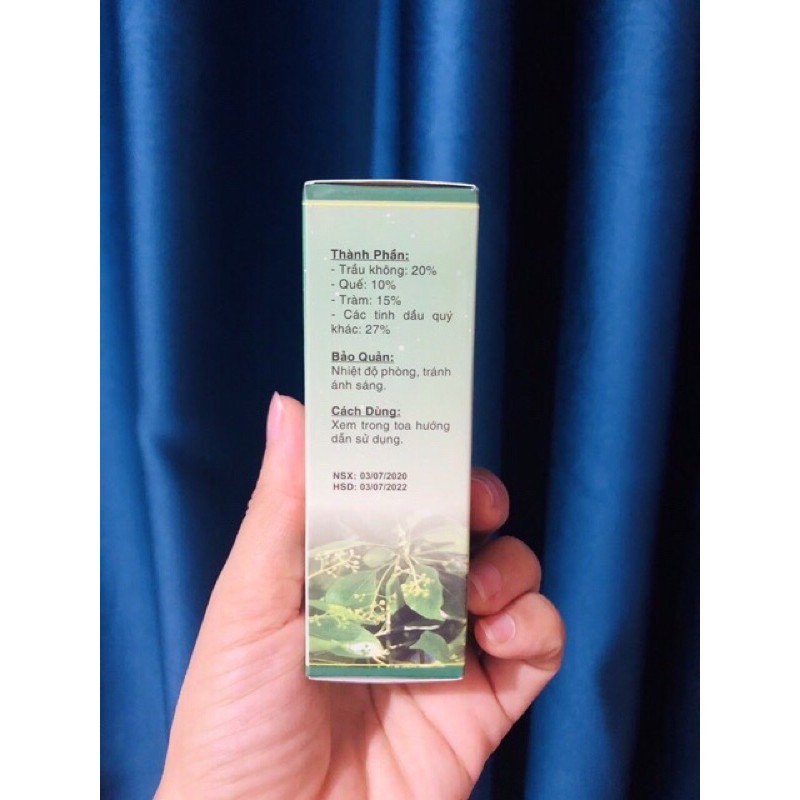 Thành Phần:
- Trầu không: 20%
- Quế: 10%
- Tràm: 15%
- Các tinh dầu quý
khác: 27%
Bảo Quản:
Nhiệt độ phòng, tránh
ánh sáng.
Cách Dùng:
Xem trong toa hướng
dẫn sử dụng.
NSX: 03/07/2020
HSD: 03/07/2022